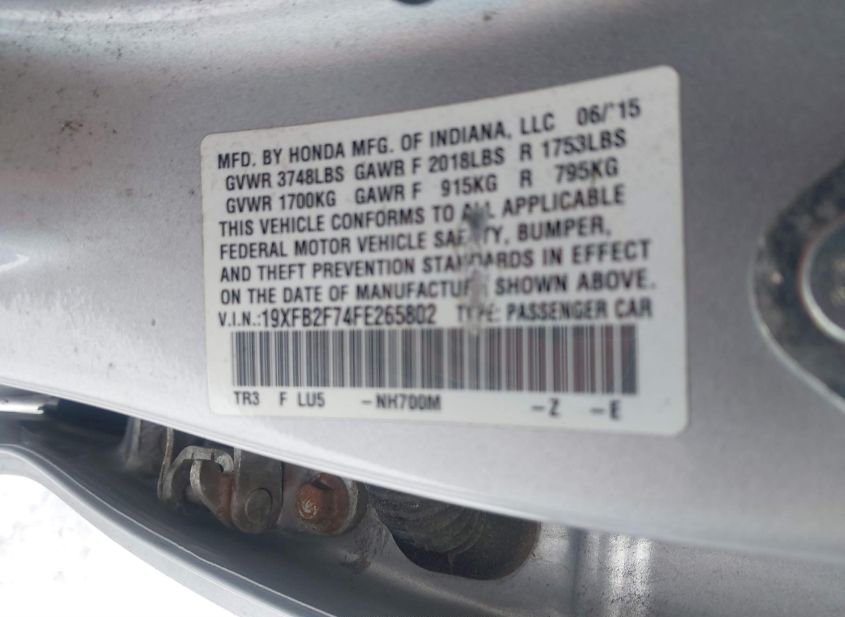 MFD. BY HONDA MFG. OF INDIANA, LLC 06/'15
GVWR 3748LBS GAWR F 2018LBS R 1753LBS
GVWR 1700KG GAWR F 915KG R 795KG
THIS VEHICLE CONFORMS TO ALL APPLICABLE
FEDERAL MOTOR VEHICLE SAFETY, BUMPER,
AND THEFT PREVENTION STANDARDS IN EFFECT
ON THE DATE OF MANUFACTURE SHOWN ABOVE.
V.I.N.:19XFB2F74FE265802 TYPE: PASSENGER CAR
TR3 F LU5 -NH700M -Z -E